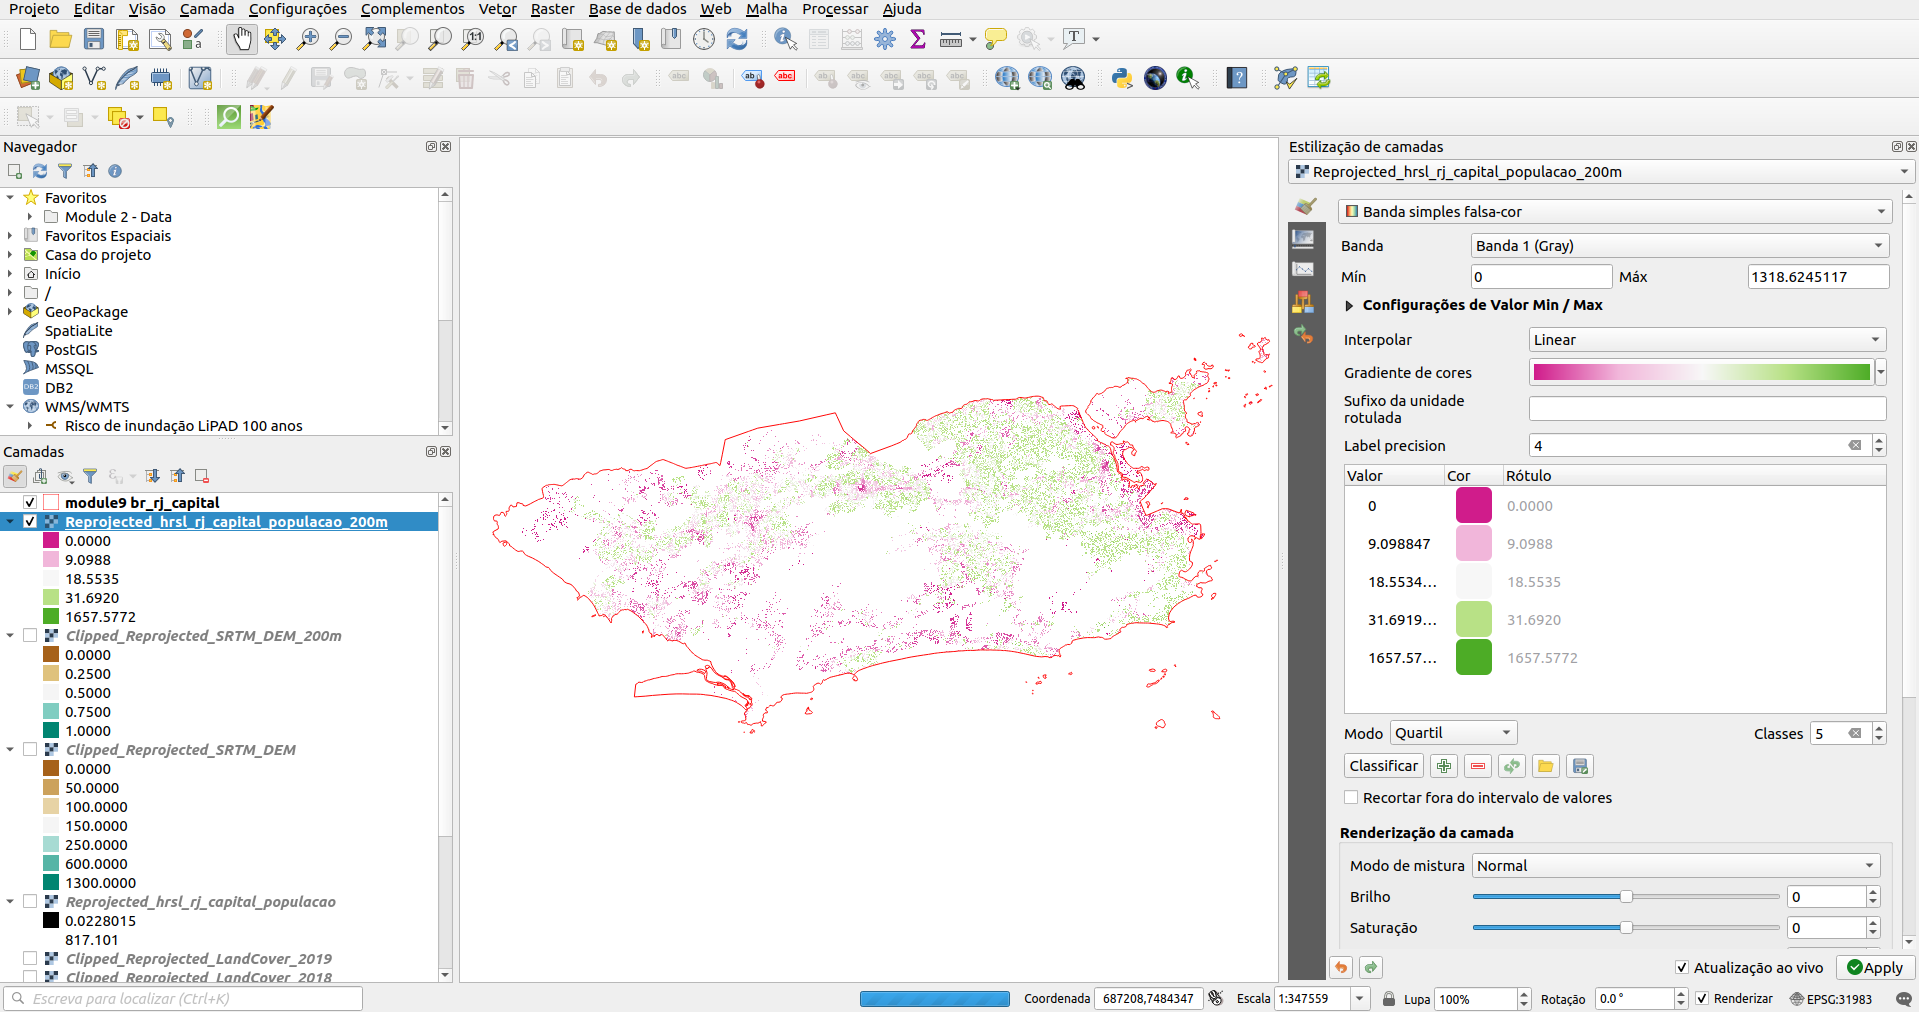 Projeto Editar Visão Camada Configurações Complementos Vetor Raster Base de dados Web Malha Processar Ajuda
Navegador
Favoritos
Module 2 - Data
Favoritos Espaciais
Casa do projeto
Início
/
GeoPackage
SpatiaLite
PostGIS
MSSQL
DB2
WMS/WMTS
Risco de inundação LiPAD 100 anos
Camadas
module9 br_rj_capital
Reprojected_hrsl_rj_capital_populacao_200m
0.0000
9.0988
18.5535
31.6920
1657.5772
Clipped_Reprojected_SRTM_DEM_200m
0.0000
0.2500
0.5000
0.7500
1.0000
Clipped_Reprojected_SRTM_DEM
0.0000
50.0000
100.0000
150.0000
250.0000
600.0000
1300.0000
Reprojected_hrsl_rj_capital_populacao
0.0228015
817.101
Clipped_Reprojected_LandCover_2019
Clipped_Reprojected_LandCover_2018
Estilização de camadas
Reprojected_hrsl_rj_capital_populacao_200m
Banda simples falsa-cor
Banda Banda 1 (Gray)
Mín 0 Máx 1318.6245117
Configurações de Valor Min / Max
Interpolar Linear
Gradiente de cores
Sufixo da unidade
rotulada
Label precision 4
Valor Cor Rótulo
0 0.0000
9.098847 9.0988
18.5534... 18.5535
31.6919... 31.6920
1657.57... 1657.5772
Modo Quartil Classes 5
Classificar
Recortar fora do intervalo de valores
Renderização da camada
Modo de mistura Normal
Brilho 0
Saturação 0
Atualização ao vivo Apply
Escreva para localizar (Ctrl+K) Coordenada 687208,7484347 Escala 1:347559 Lupa 100% Rotação 0.0 ° Renderizar EPSG:31983